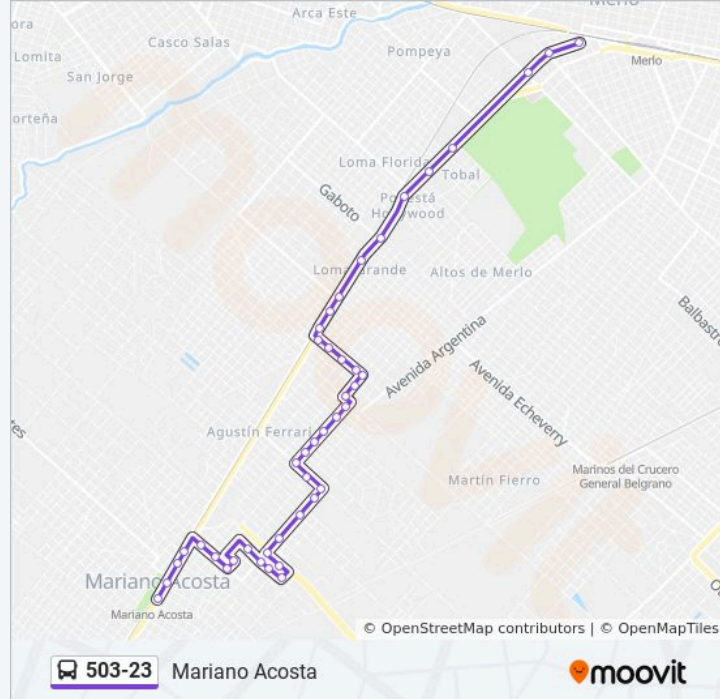 Merlo
Arca Este
ora
Casco Salas
Lomita
San Jorge
Pompeya
Merlo
orteña
Loma Florida
Tobal
Gaboto
Hollywood
Loma Grande
Altos de Merlo
Avenida Argentina
Avenida Echeverry
Agustín Ferrari
Marinos del Crucero
General Belgrano
Martín Fierro
Mariano Acosta
Mariano Acosta
© OpenStreetMap contributors | © OpenMapTiles
503-23 Mariano Acosta
moovit